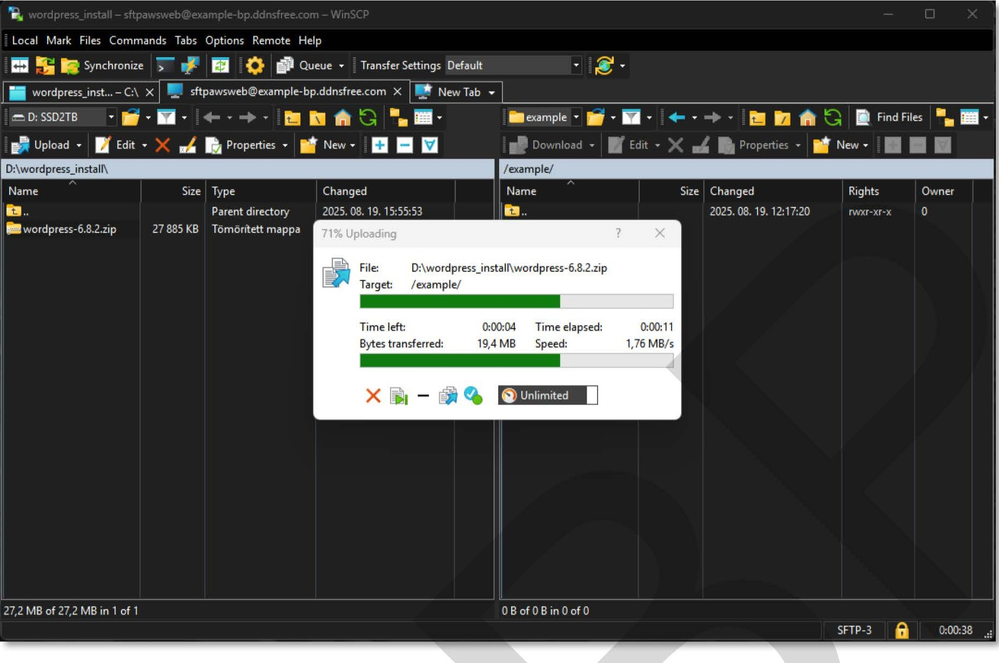 wordpress_install – sftpawsweb@example-bp.ddnsfree.com – WinSCP
Local Mark Files Commands Tabs Options Remote Help
Synchronize Queue Transfer Settings Default
wordpress_inst... – C:\ sftpawsweb@example-bp.ddnsfree.com New Tab
D: SSD2TB example Find Files
Upload Edit Properties New Download Edit Properties New
D:\wordpress_install\ /example/
Name Size Type Changed Name Size Changed Rights Owner
.. Parent directory 2025. 08. 19. 15:55:53 .. 2025. 08. 19. 12:17:20 rwxr-xr-x 0
wordpress-6.8.2.zip 27 885 KB Tömörített mappa
71% Uploading ?
File: D:\wordpress_install\wordpress-6.8.2.zip
Target: /example/
Time left: 0:00:04 Time elapsed: 0:00:11
Bytes transferred: 19,4 MB Speed: 1,76 MB/s
Unlimited
27,2 MB of 27,2 MB in 1 of 1 0 B of 0 B in 0 of 0
SFTP-3 0:00:38